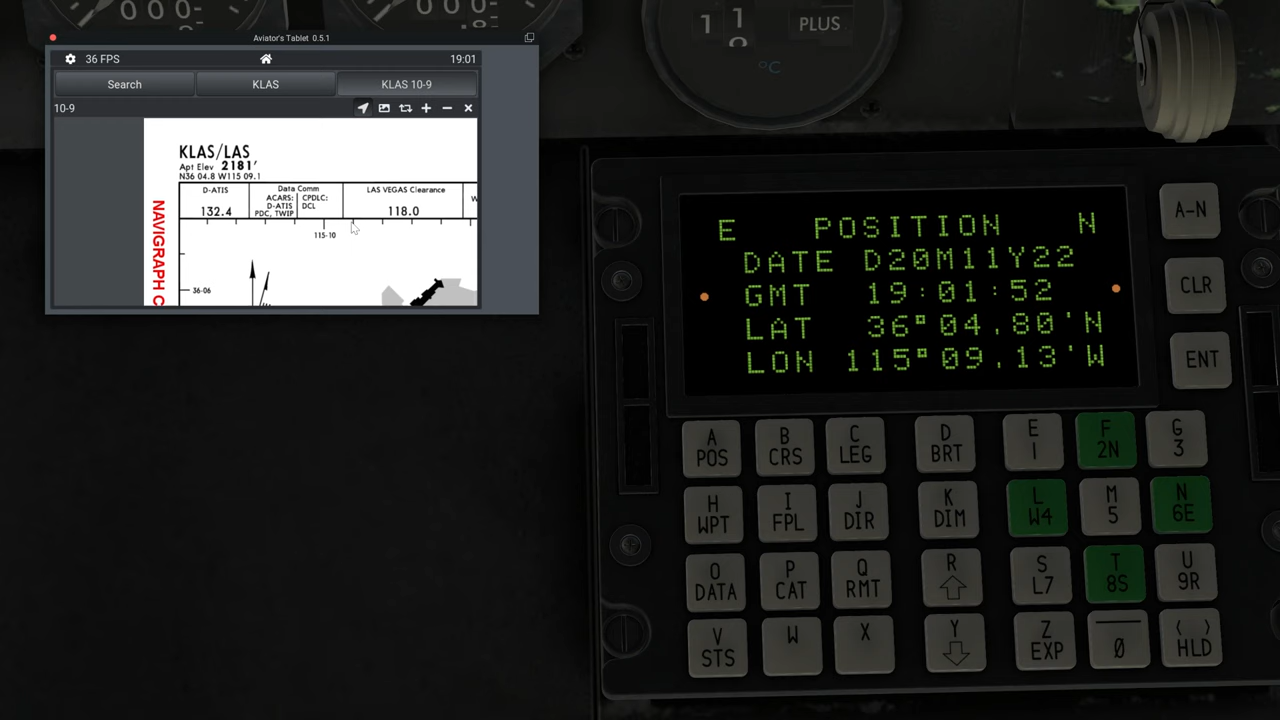 Aviator's Tablet 0.5.1
36 FPS
19:01
Search
KLAS
KLAS 10-9
10-9
KLAS/LAS
Apt Elev 2181'
N36 04.8 W115 09.1
D-ATIS
132.4
Data Comm
ACARS:
D-ATIS
PDC, TWIP
CPDLC:
DCL
LAS VEGAS Clearance
118.0
115-10
36-06
NAVIGRAPH C
000
000
1 1
PLUS
°C
E POSITION N
DATE D20M11Y22
GMT 19:01:52
LAT 36°04.80'N
LON 115°09.13'W
A-N
CLR
ENT
A POS
B CRS
C LEG
D BRT
E 1
F 2N
G 3
H WPT
I FPL
J DIR
K DIM
L W4
M 5
N 6E
O DATA
P CAT
Q RMT
R
S L7
T 8S
U 9R
V STS
W
X
Y
Z EXP
0
( ) HLD